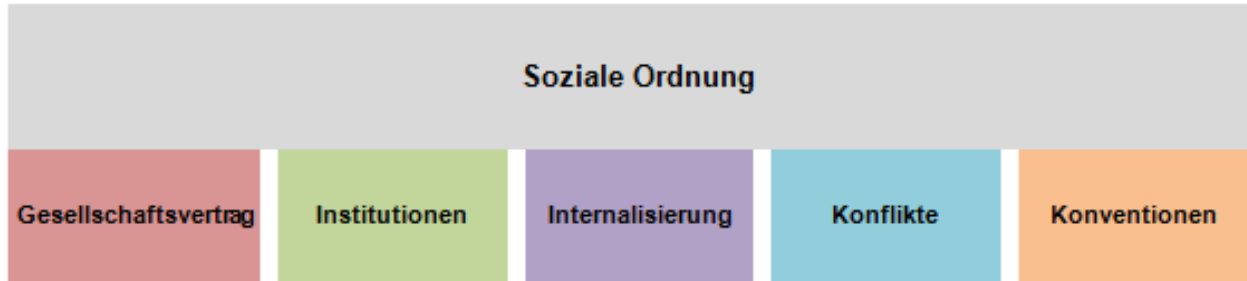 Soziale Ordnung
Gesellschaftsvertrag
Institutionen
Internalisierung
Konflikte
Konventionen